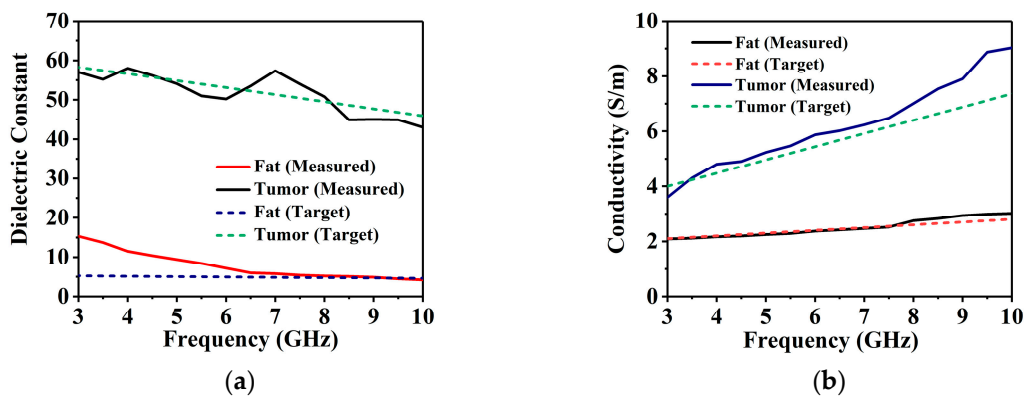 70
60
50
40
30
20
10
0
Dielectric Constant
Fat (Measured)
Tumor (Measured)
Fat (Target)
Tumor (Target)
3 4 5 6 7 8 9 10
Frequency (GHz)
(a)
10
8
6
4
2
0
Conductivity (S/m)
Fat (Measured)
Fat (Target)
Tumor (Measured)
Tumor (Target)
3 4 5 6 7 8 9 10
Frequency (GHz)
(b)